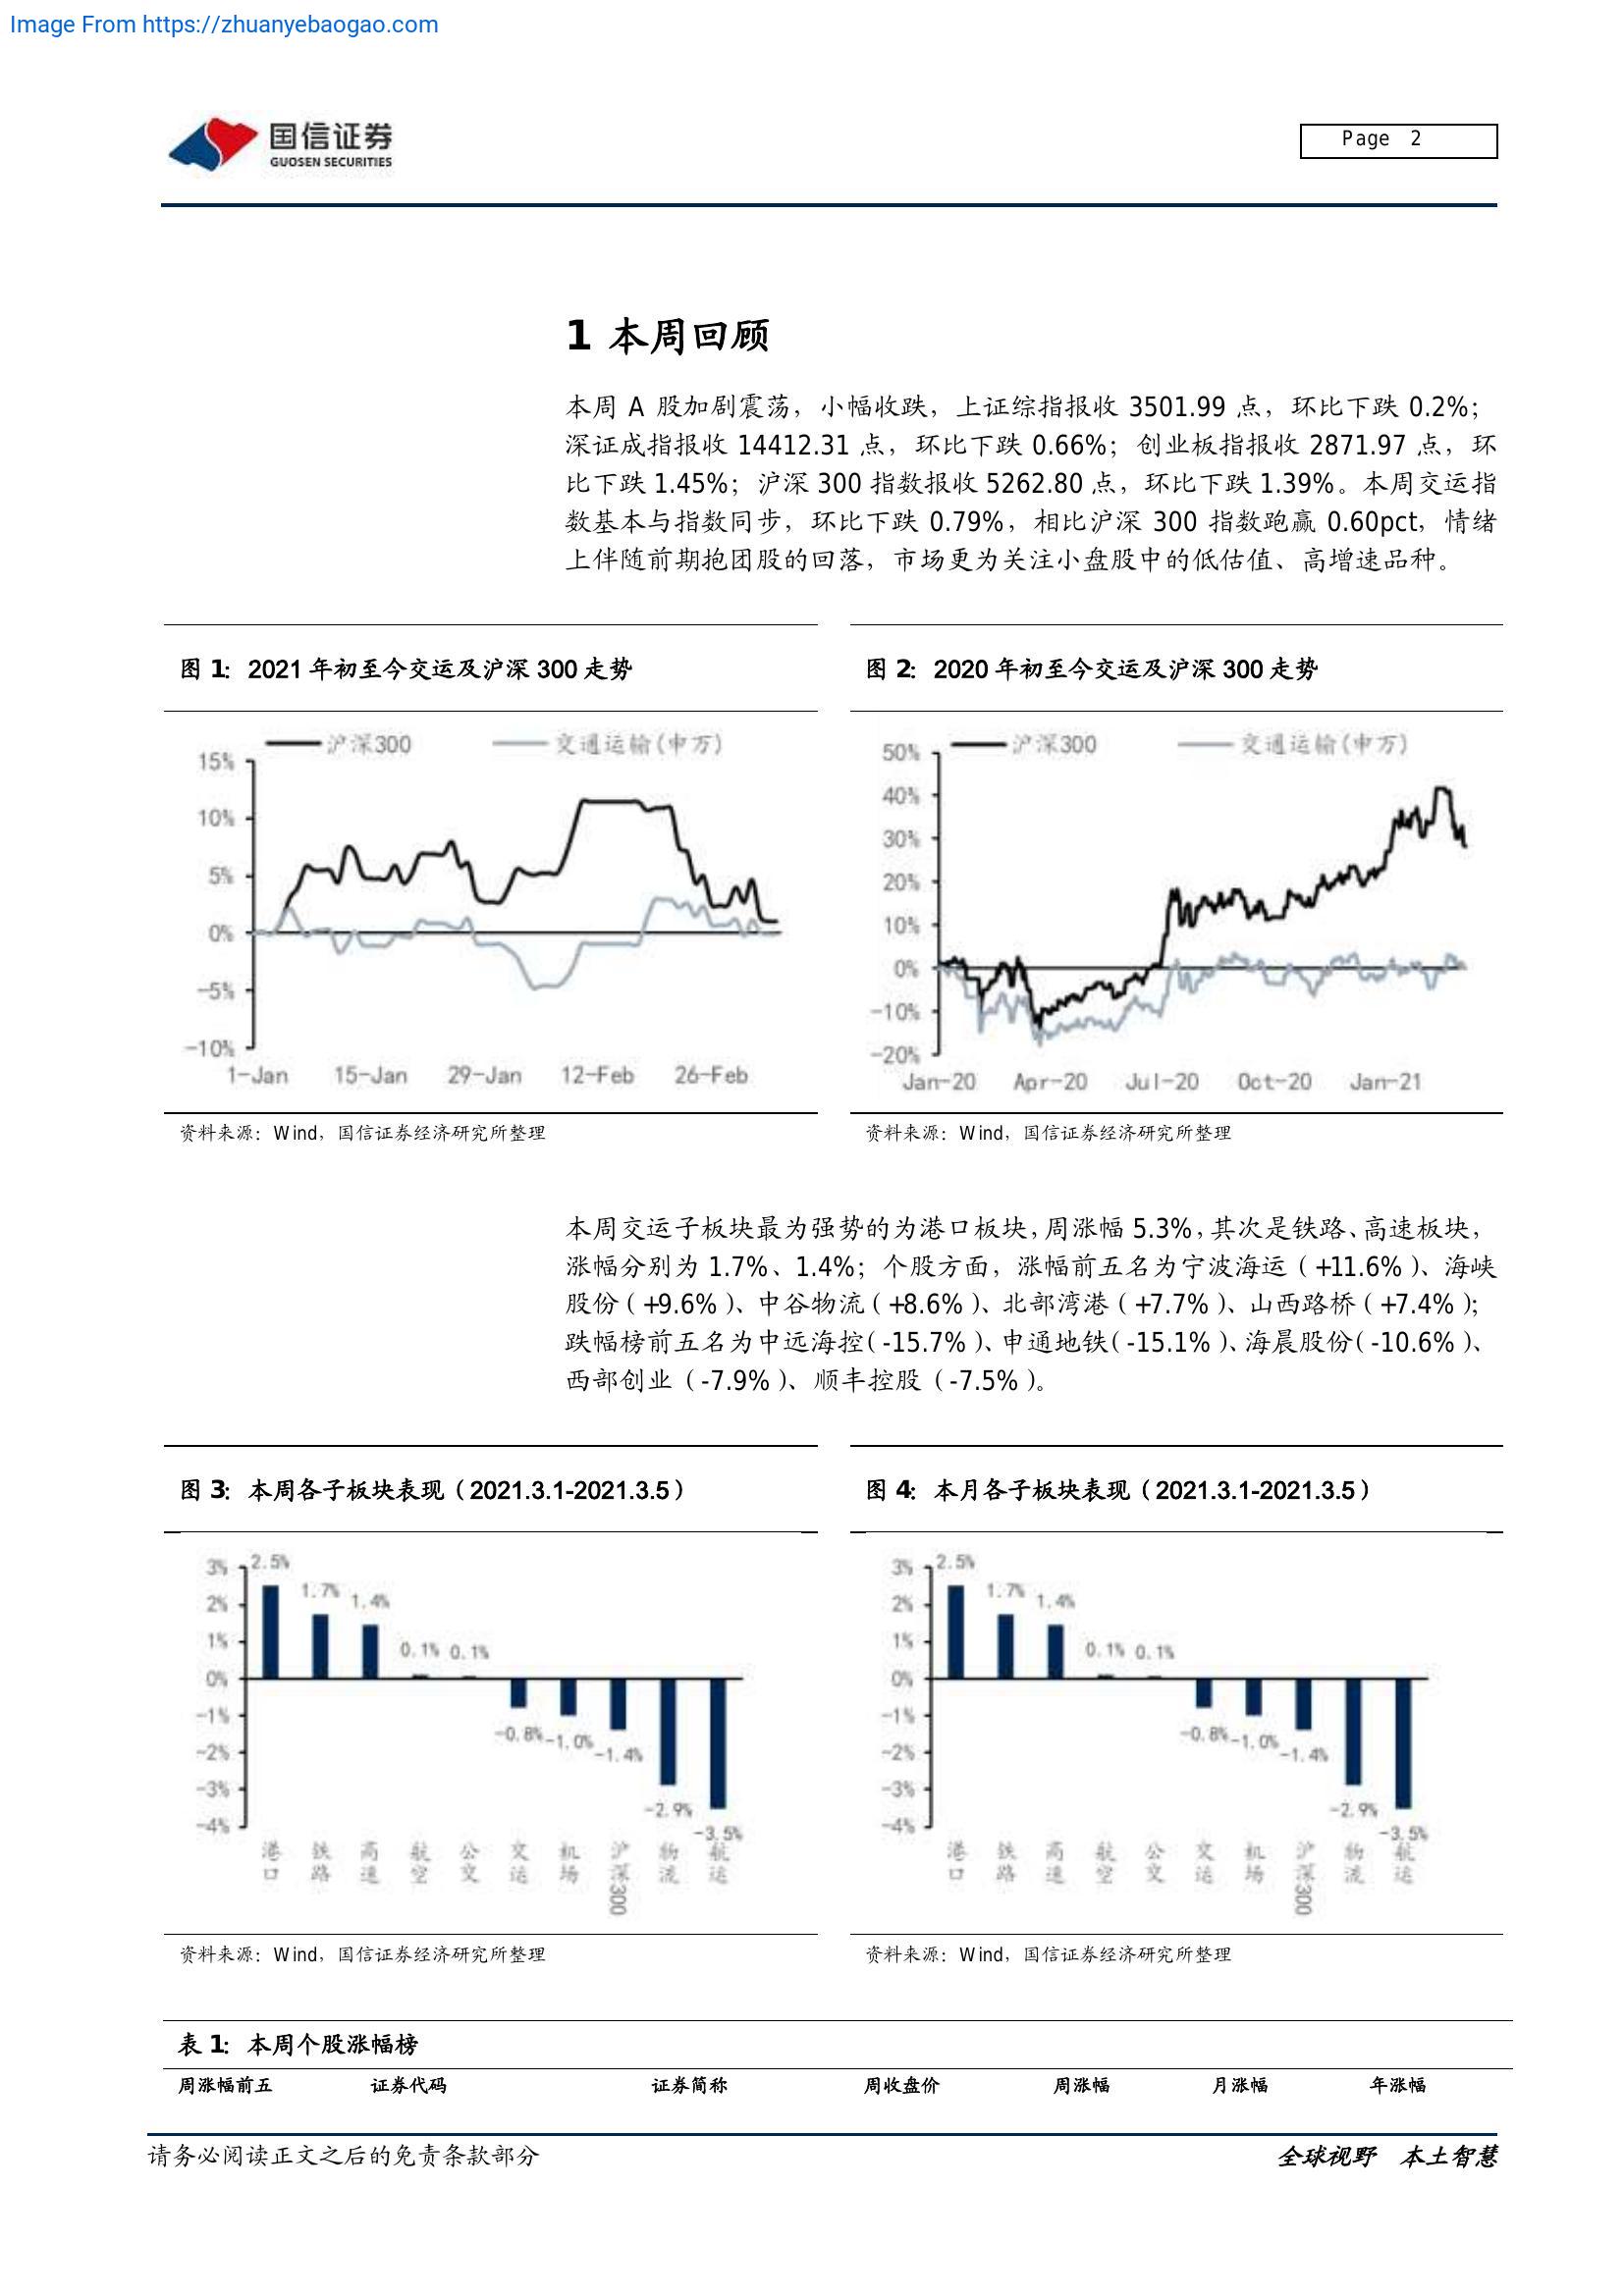 Image From https://zhuanyebaogao.com
国信证券
GUOSEN SECURITIES
Page 2
1 本周回顾
本周 A 股加剧震荡，小幅收跌，上证综指报收 3501.99 点，环比下跌 0.2%；
深证成指报收 14412.31 点，环比下跌 0.66%；创业板指报收 2871.97 点，环
比下跌 1.45%；沪深 300 指数报收 5262.80 点，环比下跌 1.39%。本周交运指
数基本与指数同步，环比下跌 0.79%，相比沪深 300 指数跑赢 0.60pct，情绪
上伴随前期抱团股的回落，市场更为关注小盘股中的低估值、高增速品种。
图 1：2021 年初至今交运及沪深 300 走势
沪深300 交通运输(申万)
15%
10%
5%
0%
-5%
-10%
1-Jan 15-Jan 29-Jan 12-Feb 26-Feb
资料来源：Wind，国信证券经济研究所整理
图 2：2020 年初至今交运及沪深 300 走势
沪深300 交通运输(申万)
50%
40%
30%
20%
10%
0%
-10%
-20%
Jan-20 Apr-20 Jul-20 Oct-20 Jan-21
资料来源：Wind，国信证券经济研究所整理
本周交运子板块最为强势的为港口板块，周涨幅 5.3%，其次是铁路、高速板块，
涨幅分别为 1.7%、1.4%；个股方面，涨幅前五名为宁波海运（+11.6%）、海峡
股份（+9.6%）、中谷物流（+8.6%）、北部湾港（+7.7%）、山西路桥（+7.4%）；
跌幅榜前五名为中远海控（-15.7%）、申通地铁（-15.1%）、海晨股份（-10.6%）、
西部创业（-7.9%）、顺丰控股（-7.5%）。
图 3：本周各子板块表现（2021.3.1-2021.3.5）
3%
2%
1%
0%
-1%
-2%
-3%
-4%
2.5% 1.7% 1.4% 0.1% 0.1% -0.8% -1.0% -1.4% -2.9% -3.5%
港口 铁路 高速 航空 公交 交运 机场 沪深300 物流 航运
资料来源：Wind，国信证券经济研究所整理
图 4：本月各子板块表现（2021.3.1-2021.3.5）
3%
2%
1%
0%
-1%
-2%
-3%
-4%
2.5% 1.7% 1.4% 0.1% 0.1% -0.8% -1.0% -1.4% -2.9% -3.5%
港口 铁路 高速 航空 公交 交运 机场 沪深300 物流 航运
资料来源：Wind，国信证券经济研究所整理
表 1：本周个股涨幅榜
周涨幅前五 证券代码 证券简称 周收盘价 周涨幅 月涨幅 年涨幅
请务必阅读正文之后的免责条款部分
全球视野 本土智慧